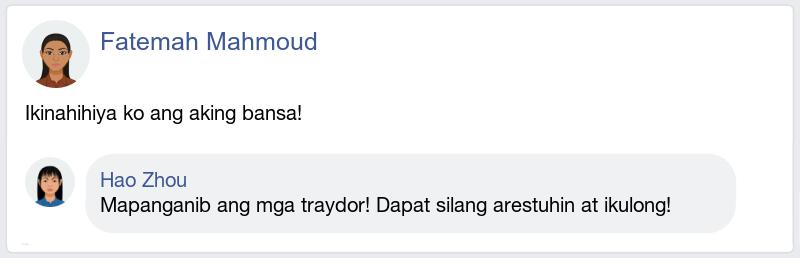 Fatemah Mahmoud
Ikinahihiya ko ang aking bansa!
Hao Zhou
Mapanganib ang mga traydor! Dapat silang arestuhin at ikulong!